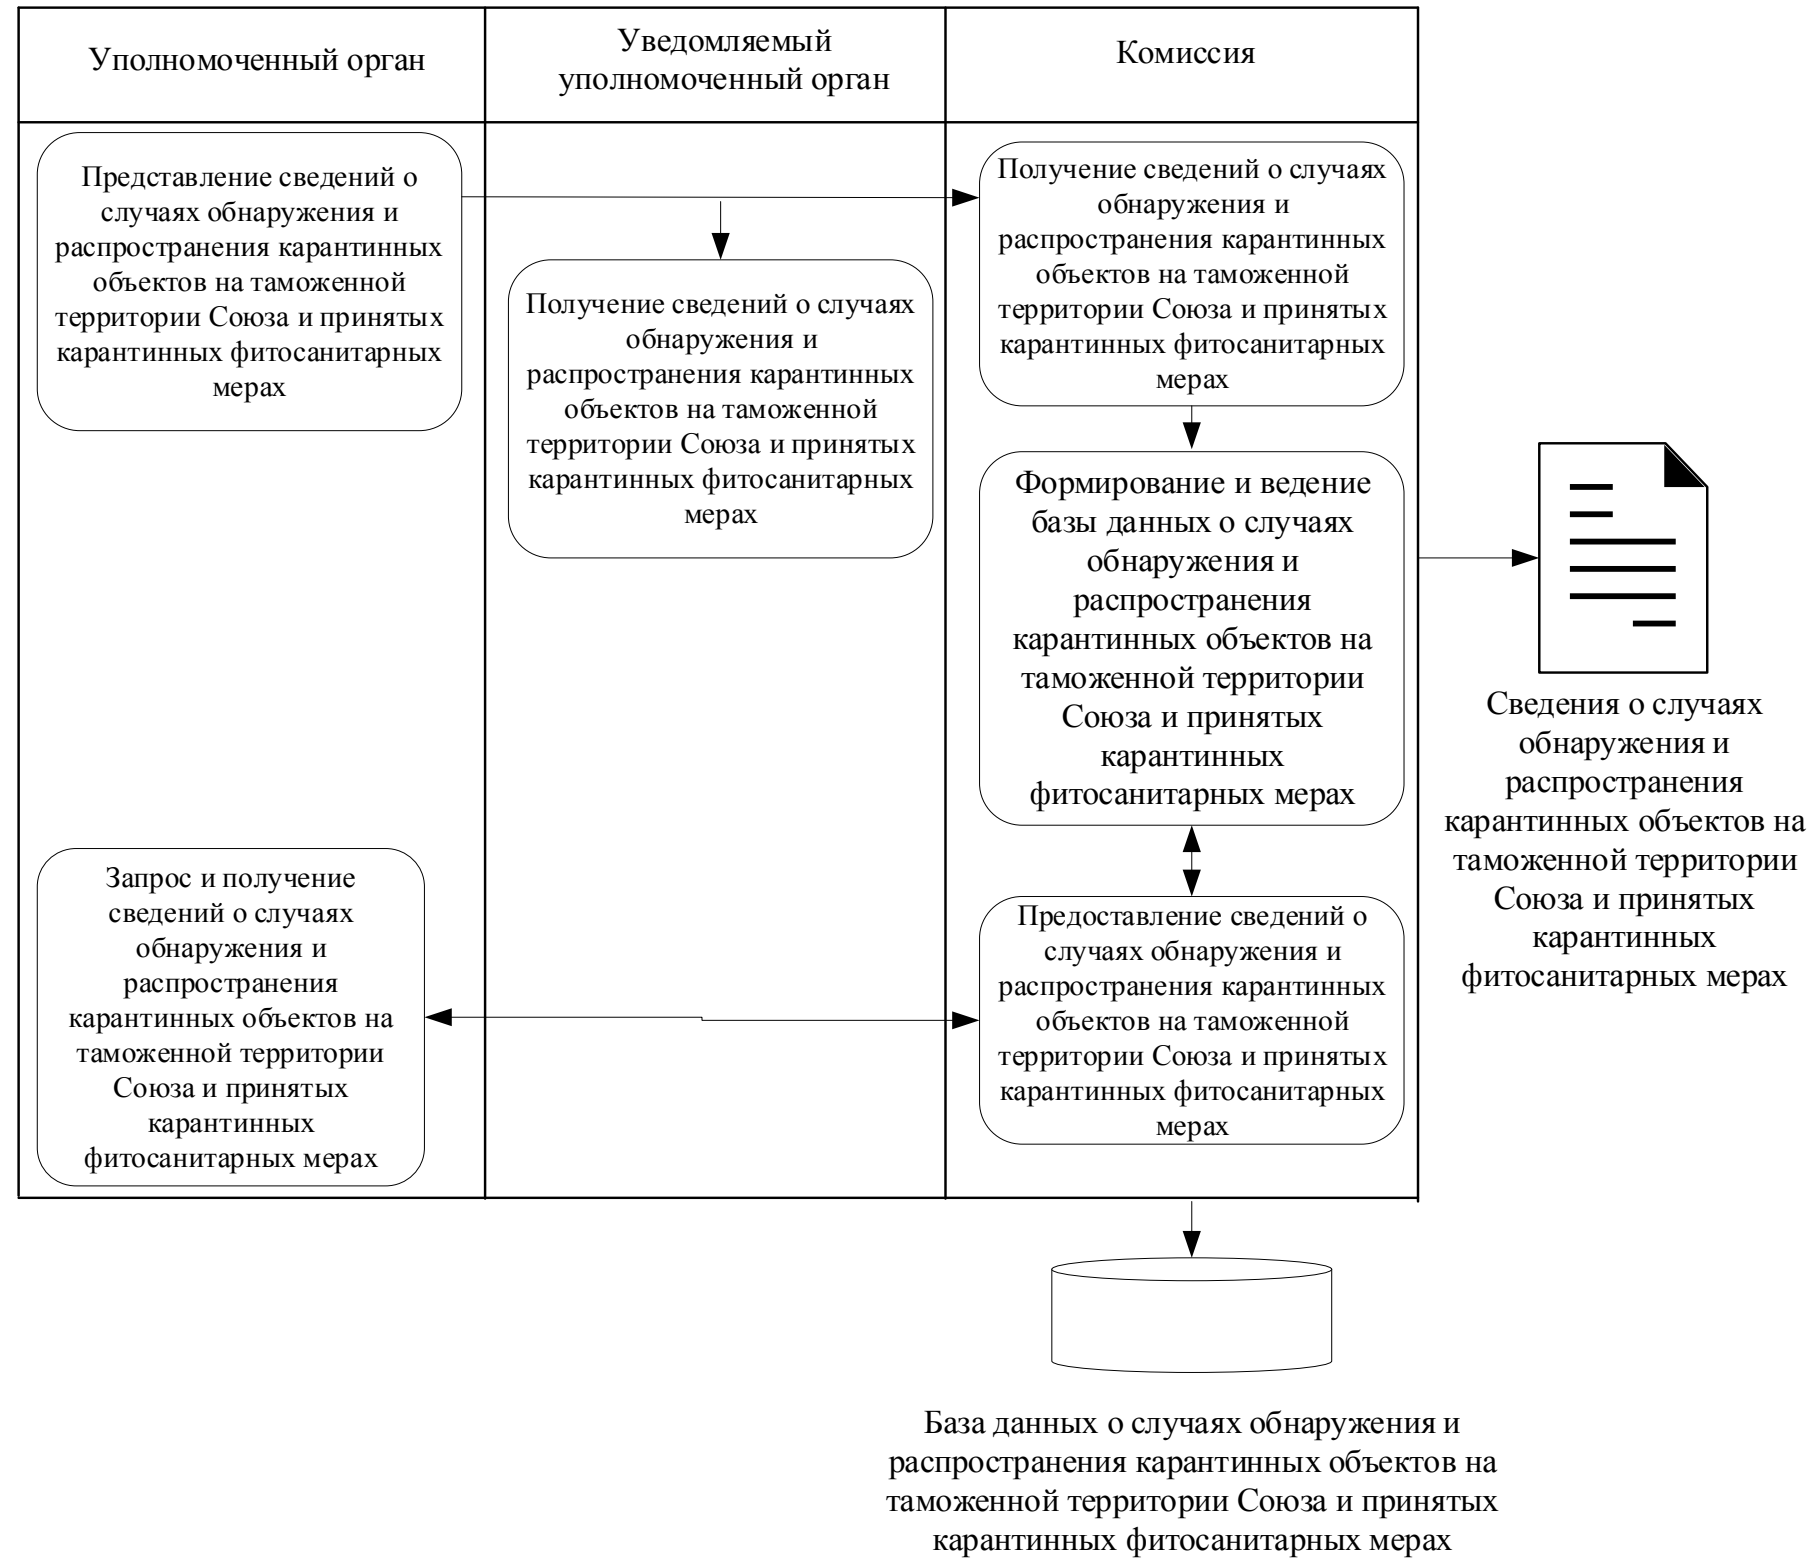 Уполномоченный орган
Уведомляемый
уполномоченный орган
Комиссия
Представление сведений о
случаях обнаружения и
распространения карантинных
объектов на таможенной
территории Союза и принятых
карантинных фитосанитарных
мерах
Получение сведений о случаях
обнаружения и
распространения карантинных
объектов на таможенной
территории Союза и принятых
карантинных фитосанитарных
мерах
Получение сведений о случаях
обнаружения и
распространения карантинных
объектов на таможенной
территории Союза и принятых
карантинных фитосанитарных
мерах
Формирование и ведение
базы данных о случаях
обнаружения и
распространения
карантинных объектов на
таможенной территории
Союза и принятых
карантинных
фитосанитарных мерах
Сведения о случаях
обнаружения и
распространения
карантинных объектов на
таможенной территории
Союза и принятых
карантинных
фитосанитарных мерах
Запрос и получение
сведений о случаях
обнаружения и
распространения
карантинных объектов на
таможенной территории
Союза и принятых
карантинных
фитосанитарных мерах
Предоставление сведений о
случаях обнаружения и
распространения карантинных
объектов на таможенной
территории Союза и принятых
карантинных фитосанитарных
мерах
База данных о случаях обнаружения и
распространения карантинных объектов на
таможенной территории Союза и принятых
карантинных фитосанитарных мерах